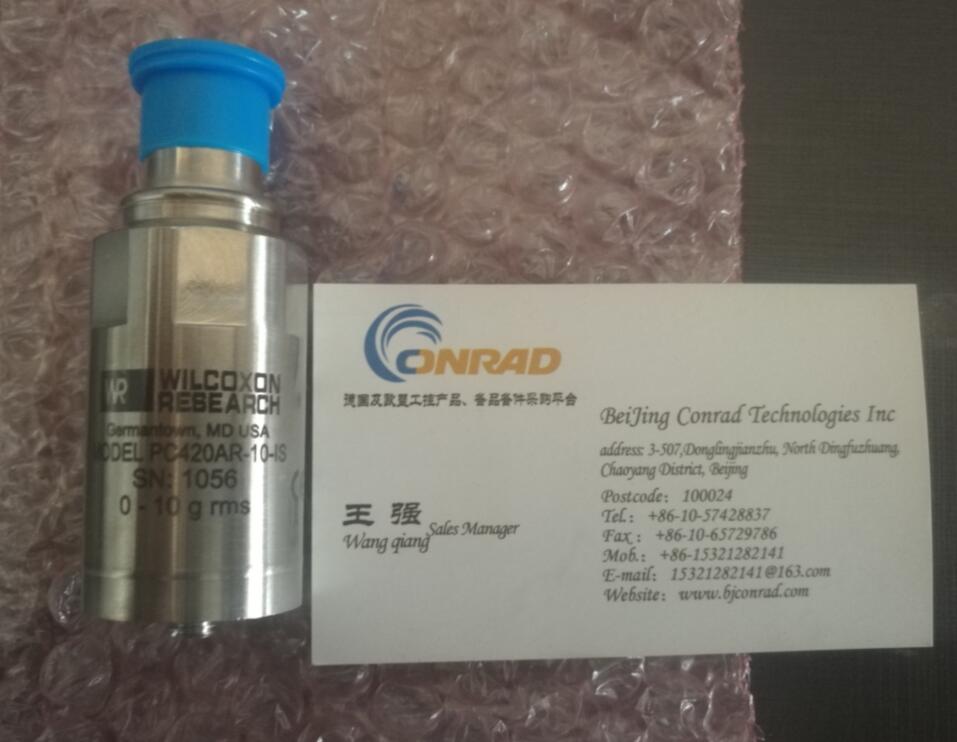 WR
WILCOXON
RESEARCH
Germantown, MD USA
MODEL PC420AR-10-IS
SN: 1056
0 - 10 g rms
CONRAD
德国及欧盟工控产品、备品备件采购平台
王 强 Sales Manager
Wang qiang
BeiJing Conrad Technologies Inc
address: 3-507,Donglingjianzhu, North Dingfuzhuang,
Chaoyang District, Beijing
Postcode: 100024
Tel.: +86-10-57428837
Fax : +86-10-65729786
Mob.: +86-15321282141
E-mail: 15321282141@163.com
Website: www.bjconrad.com